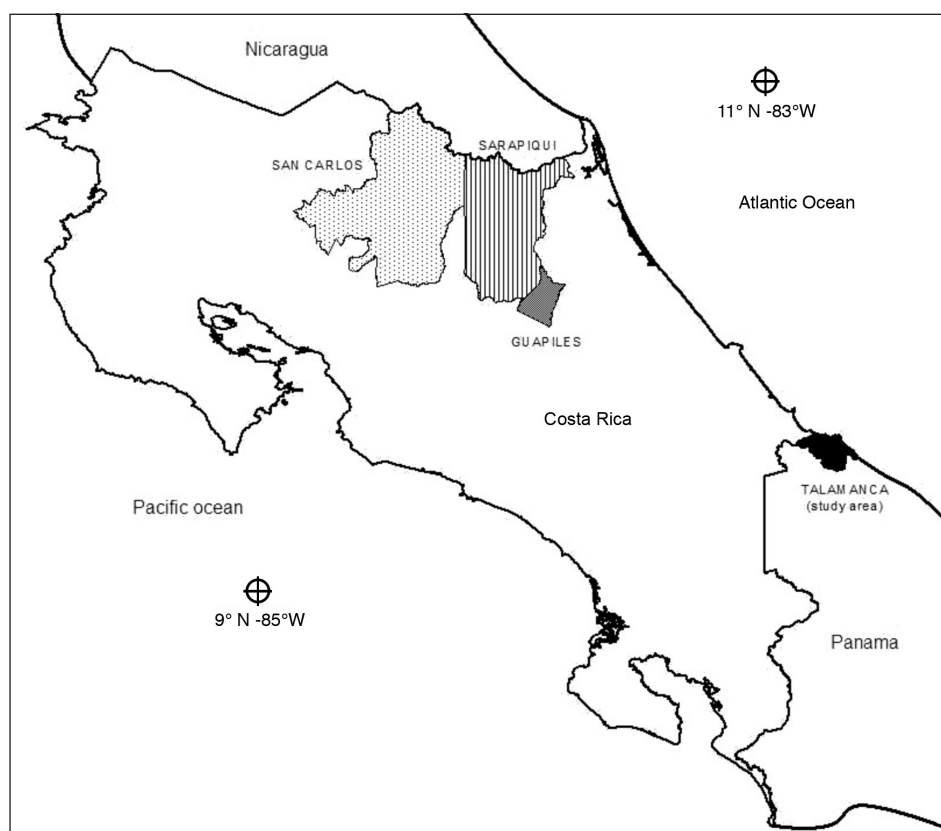 Nicaragua
11° N -83°W
SARAPIQUI
SAN CARLOS
Atlantic Ocean
GUAPILES
Costa Rica
TALAMANCA
(study area)
Pacific ocean
9° N -85°W
Panama